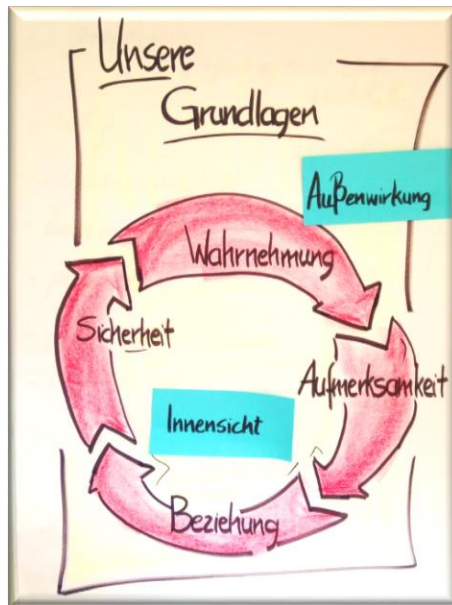 Unsere
Grundlagen
Außenwirkung
Wahrnehmung
Sicherheit
Aufmerksamkeit
Innensicht
Beziehung